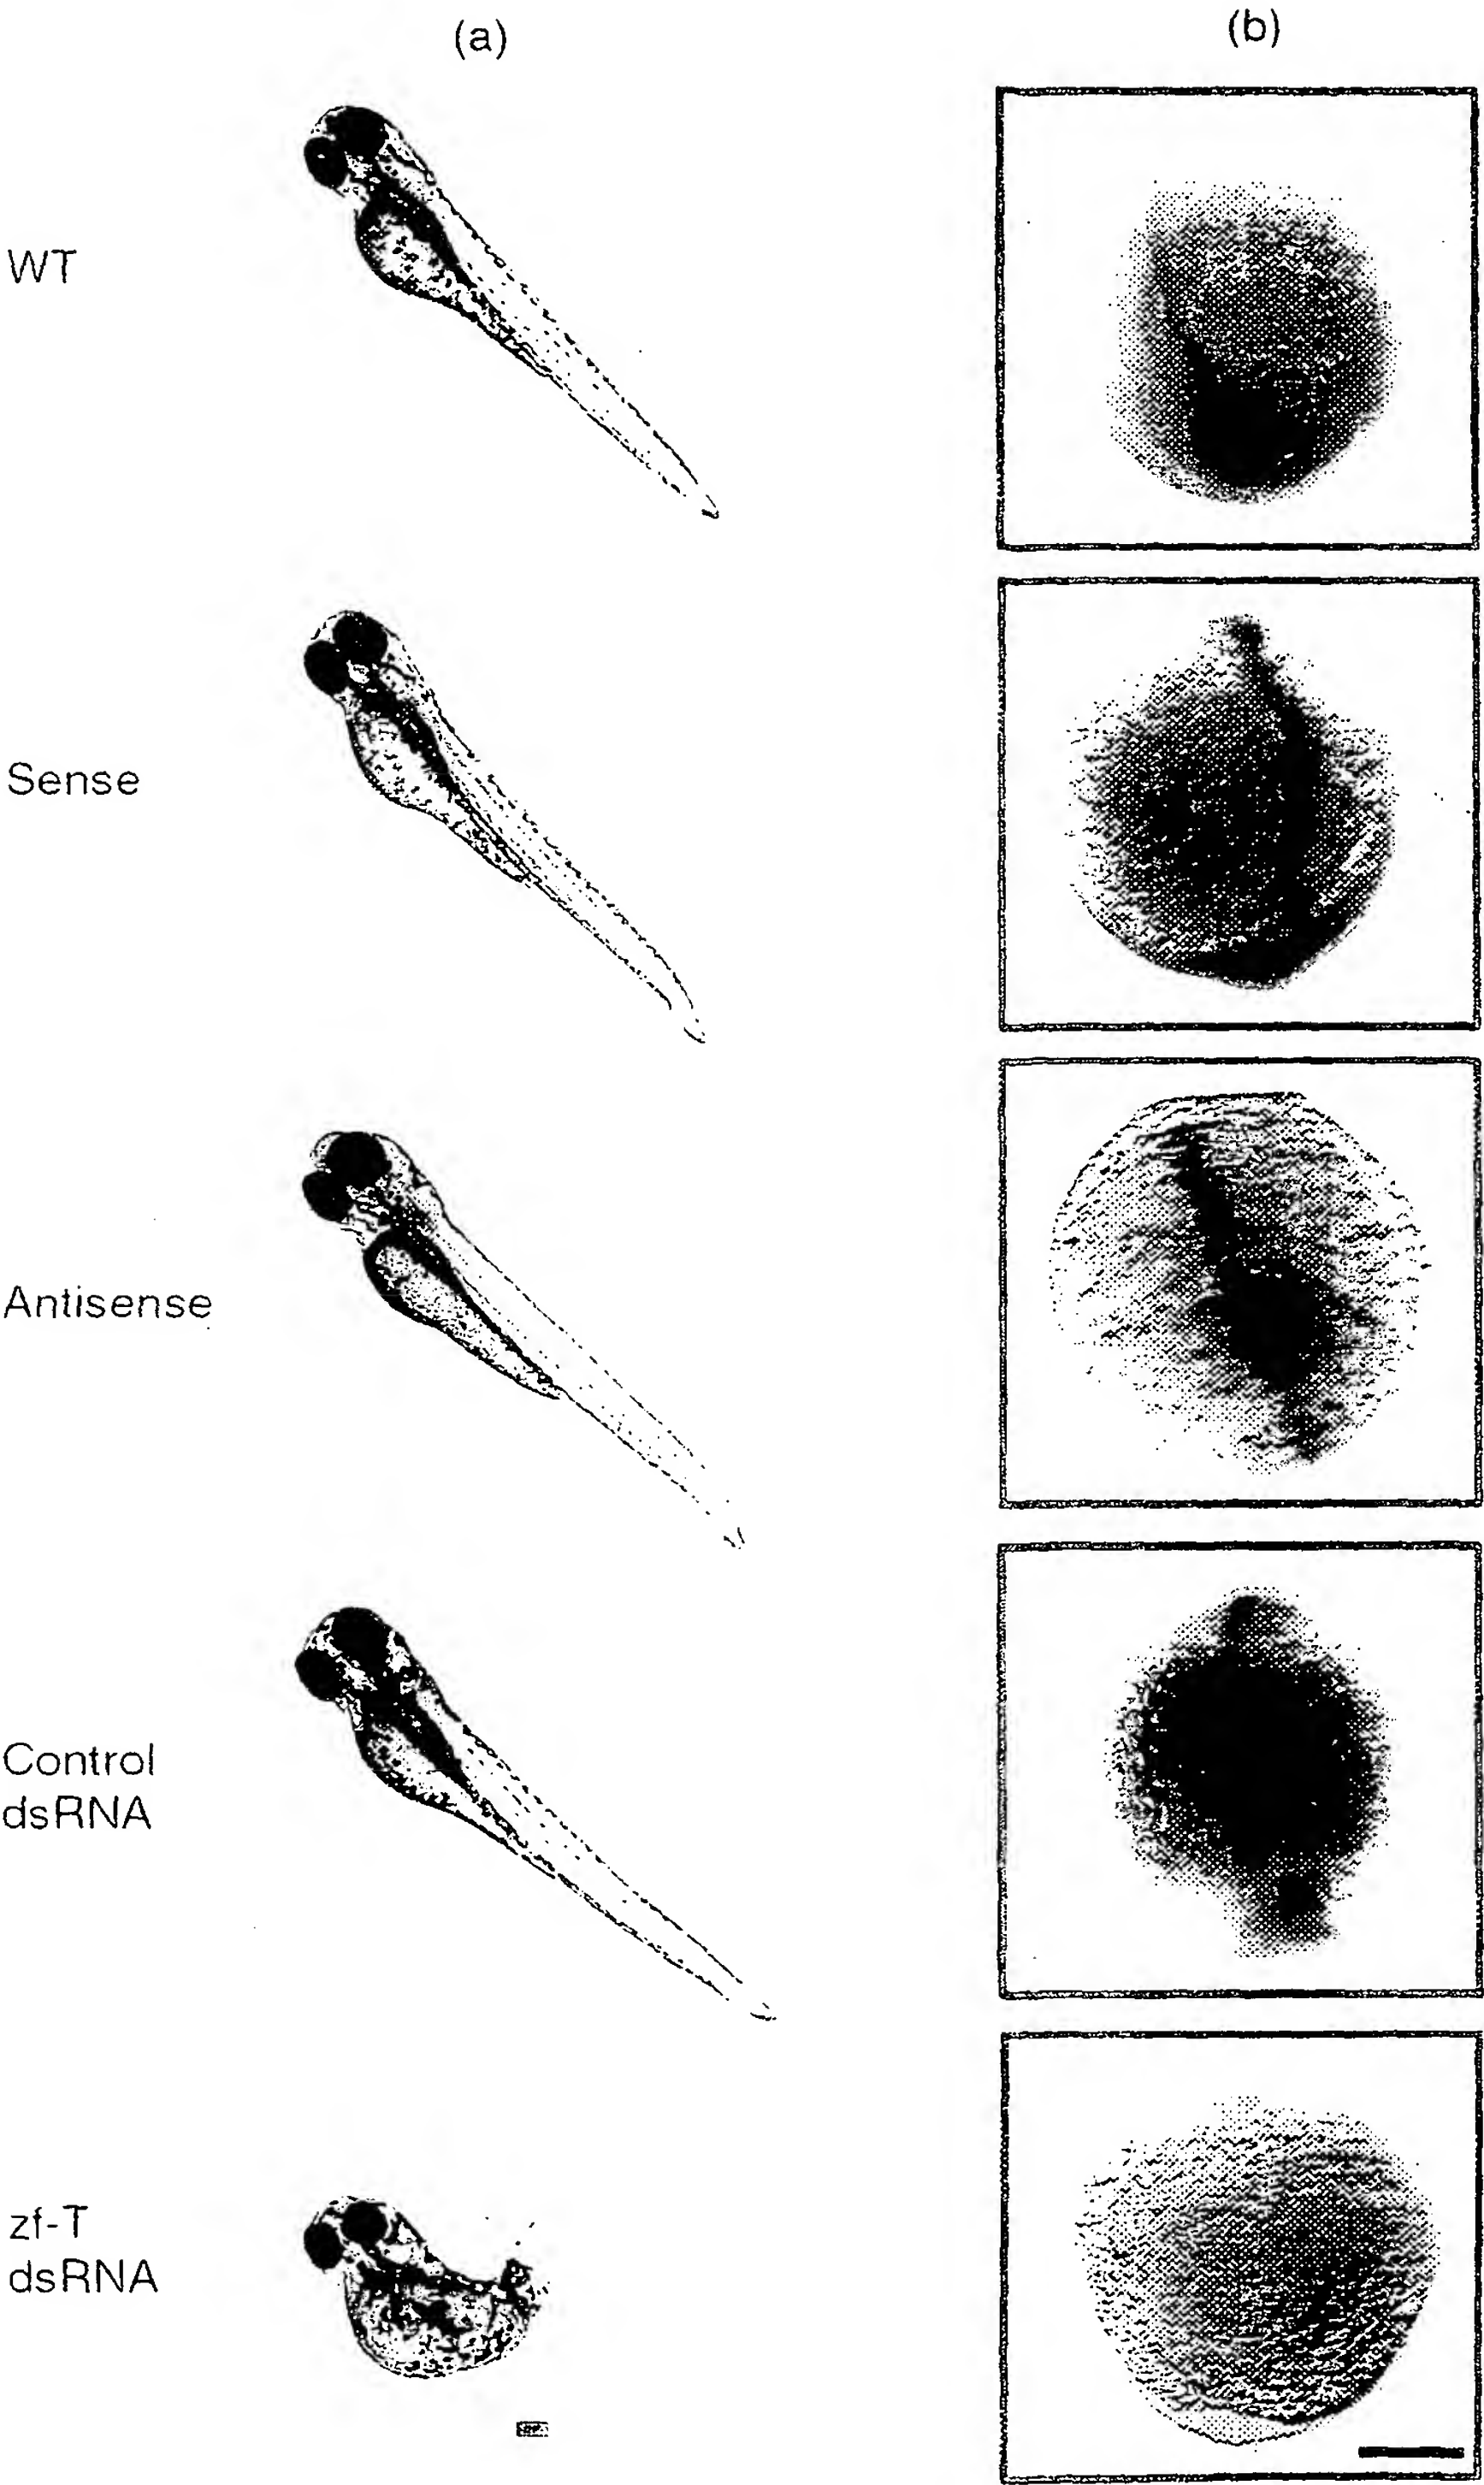 (a)
(b)
WT
Sense
Antisense
Control
dsRNA
zf-T
dsRNA